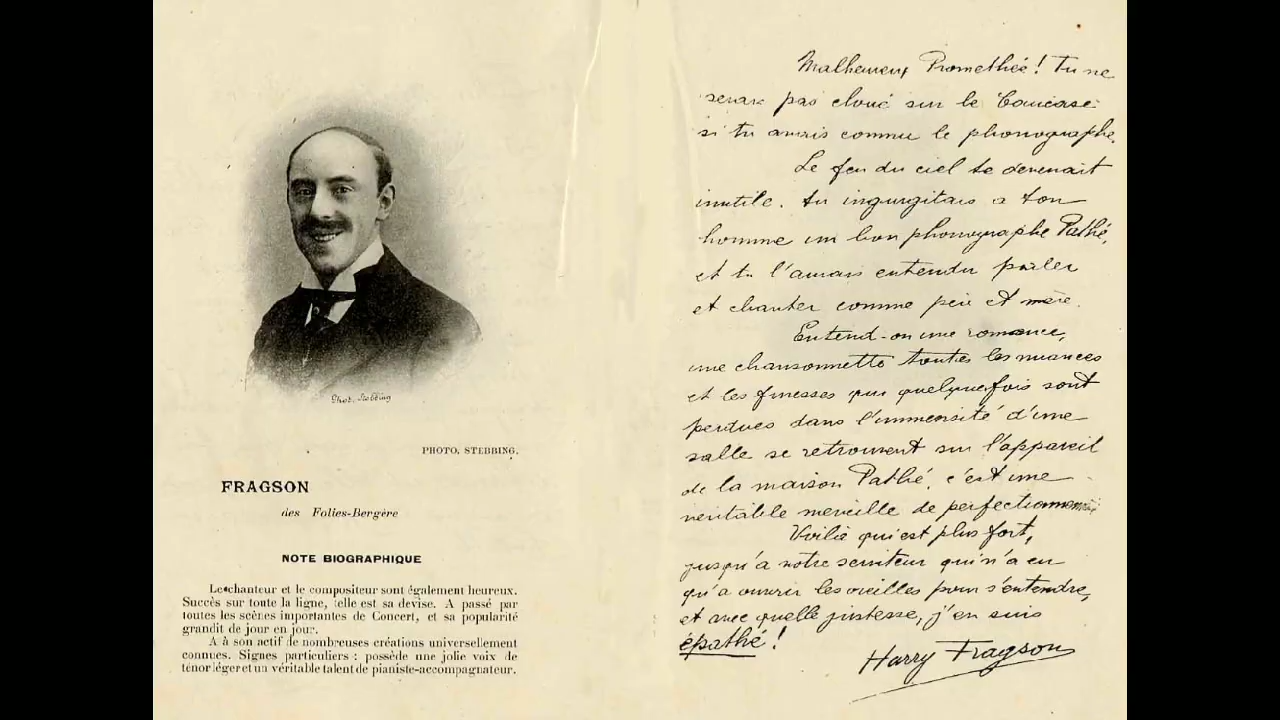 Phot. Stebbing
PHOTO. STEBBING.
FRAGSON
des Folies-Bergère
NOTE BIOGRAPHIQUE
Le chanteur et le compositeur sont également heureux.
Succès sur toute la ligne, telle est sa devise. A passé par
toutes les scènes importantes de Concert, et sa popularité
grandit de jour en jour.
A à son actif de nombreuses créations universellement
connues. Signes particuliers : possède une jolie voix de
ténor léger et un véritable talent de pianiste-accompagnateur.
Malheureux Promethée! Tu ne
serais pas cloué sur le Caucase
si tu avais connu le phonographe.
Le feu du ciel te devenait
inutile. tu ingurgitais a ton
homme un bon phonographe Pathé,
et tu l'aurais entendu parler
et chanter comme père et mère.
Entend-on une romance,
une chansonnette toutes les nuances
et les finesses qui quelquefois sont
perdues dans l'immensité d'une
salle se retrouvent sur l'appareil
de la maison Pathé, c'est une
veritable merveille de perfectionnement
Voilà qui est plus fort,
jusqu'a votre serviteur qui n'a eu
qu'a ouvrir les oreilles pour s'entendre,
et avec quelle justesse, j'en suis
épathé!
Harry Fragson